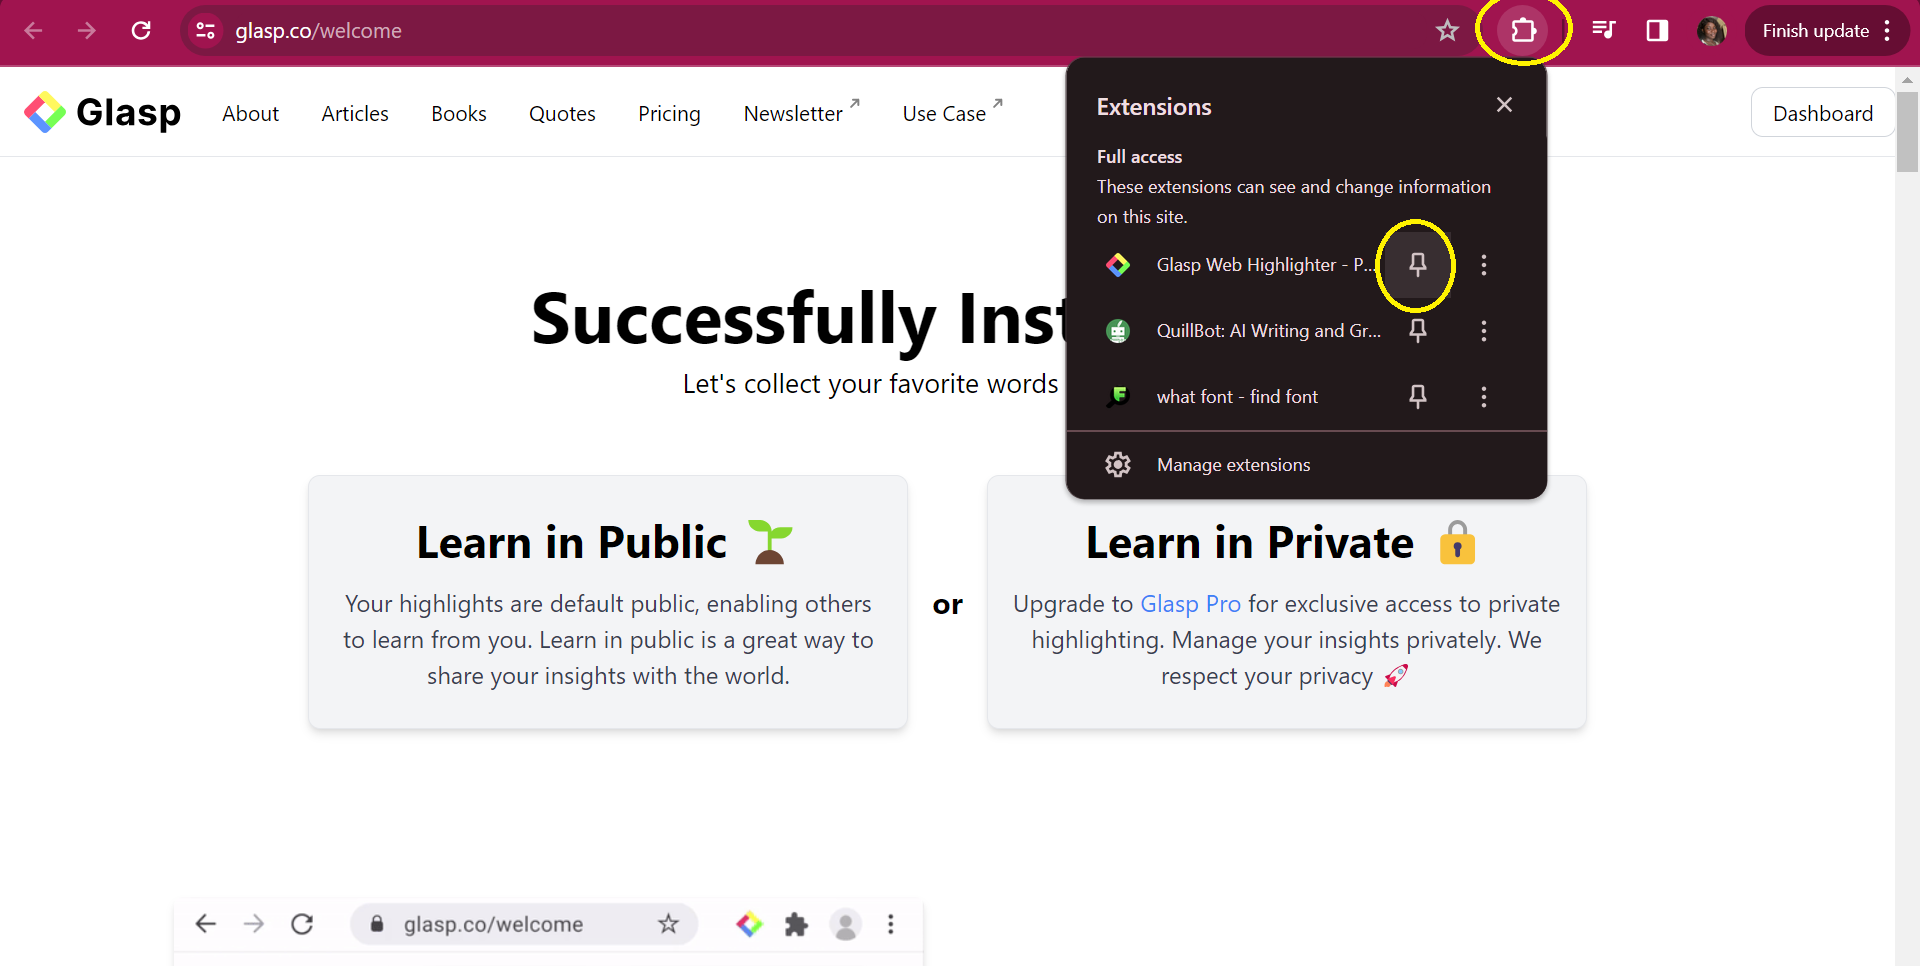 glasp.co/welcome
Finish update
Glasp
About
Articles
Books
Quotes
Pricing
Newsletter
Use Case
Dashboard
Extensions
Full access
These extensions can see and change information
on this site.
Glasp Web Highlighter - P...
QuillBot: AI Writing and Gr...
what font - find font
Manage extensions
Successfully
Let's collect your favorite words
Learn in Public
Your highlights are default public, enabling others
to learn from you. Learn in public is a great way to
share your insights with the world.
or
Learn in Private
Upgrade to Glasp Pro for exclusive access to private
highlighting. Manage your insights privately. We
respect your privacy
glasp.co/welcome